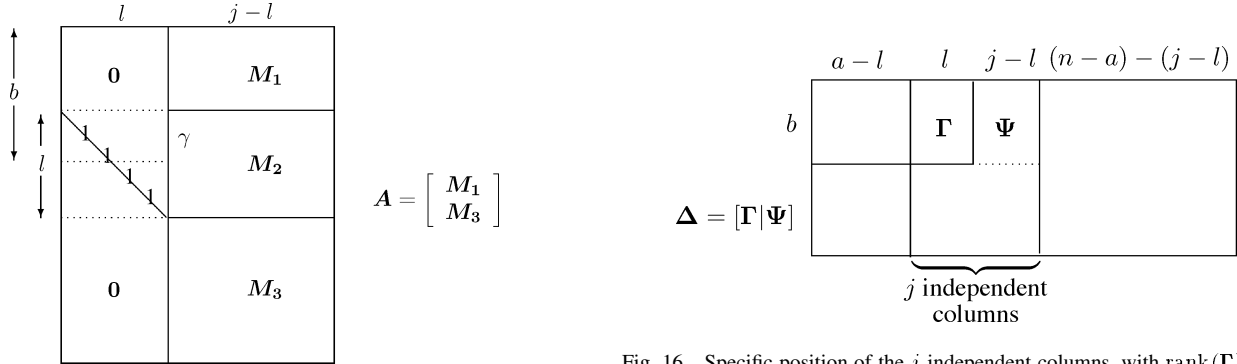 l j − l
b
0 M₁
l
1
1
1
1
γ
M₂
0 M₃
A = [ M₁
M₃ ]
a − l l j − l (n − a) − (j − l)
b Γ Ψ
Δ = [Γ|Ψ]
j independent
columns
Fig. 16. Specific position of the j independent columns, with rank(Γ